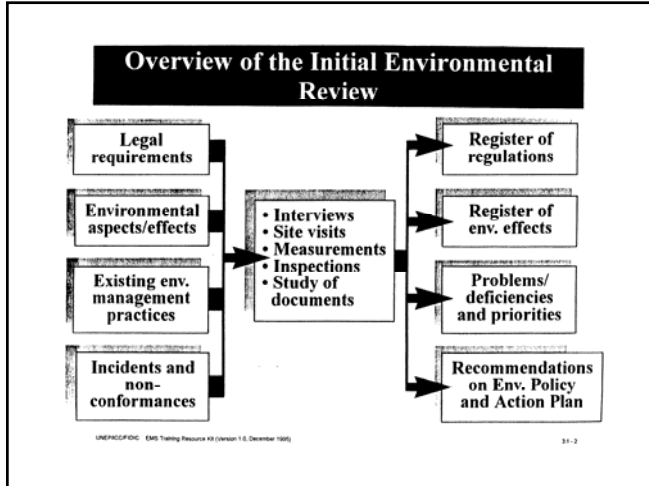 Overview of the Initial Environmental
Review
Legal
requirements
Environmental
aspects/effects
Existing env.
management
practices
Incidents and
non-
conformances
• Interviews
• Site visits
• Measurements
• Inspections
• Study of
documents
Register of
regulations
Register of
env. effects
Problems/
deficiencies
and priorities
Recommendations
on Env. Policy
and Action Plan
UNEP/ICC/FIDIC EMS Training Resource Kit (Version 1.0, December 1995)
3.1 - 2